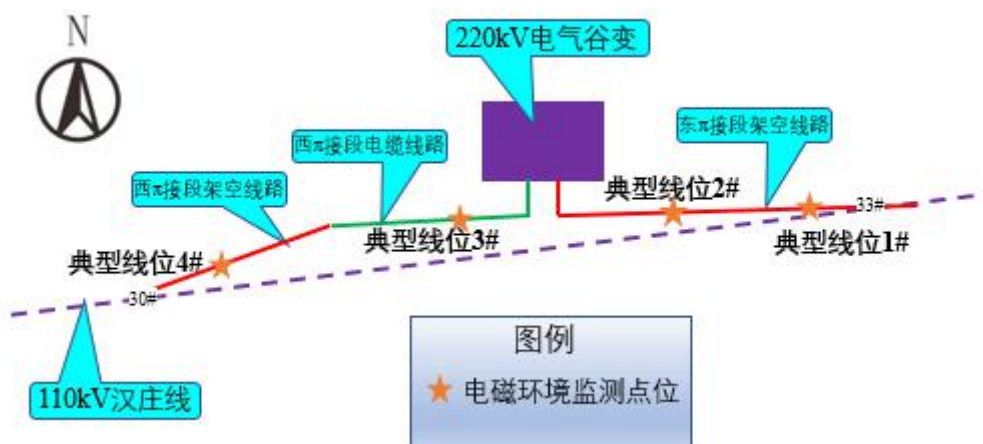 N
220kV电气谷变
东π接段架空线路
西π接段电缆线路
西π接段架空线路
典型线位2#
33#
典型线位1#
典型线位3#
典型线位4#
30#
110kV汉庄线
图例
电磁环境监测点位